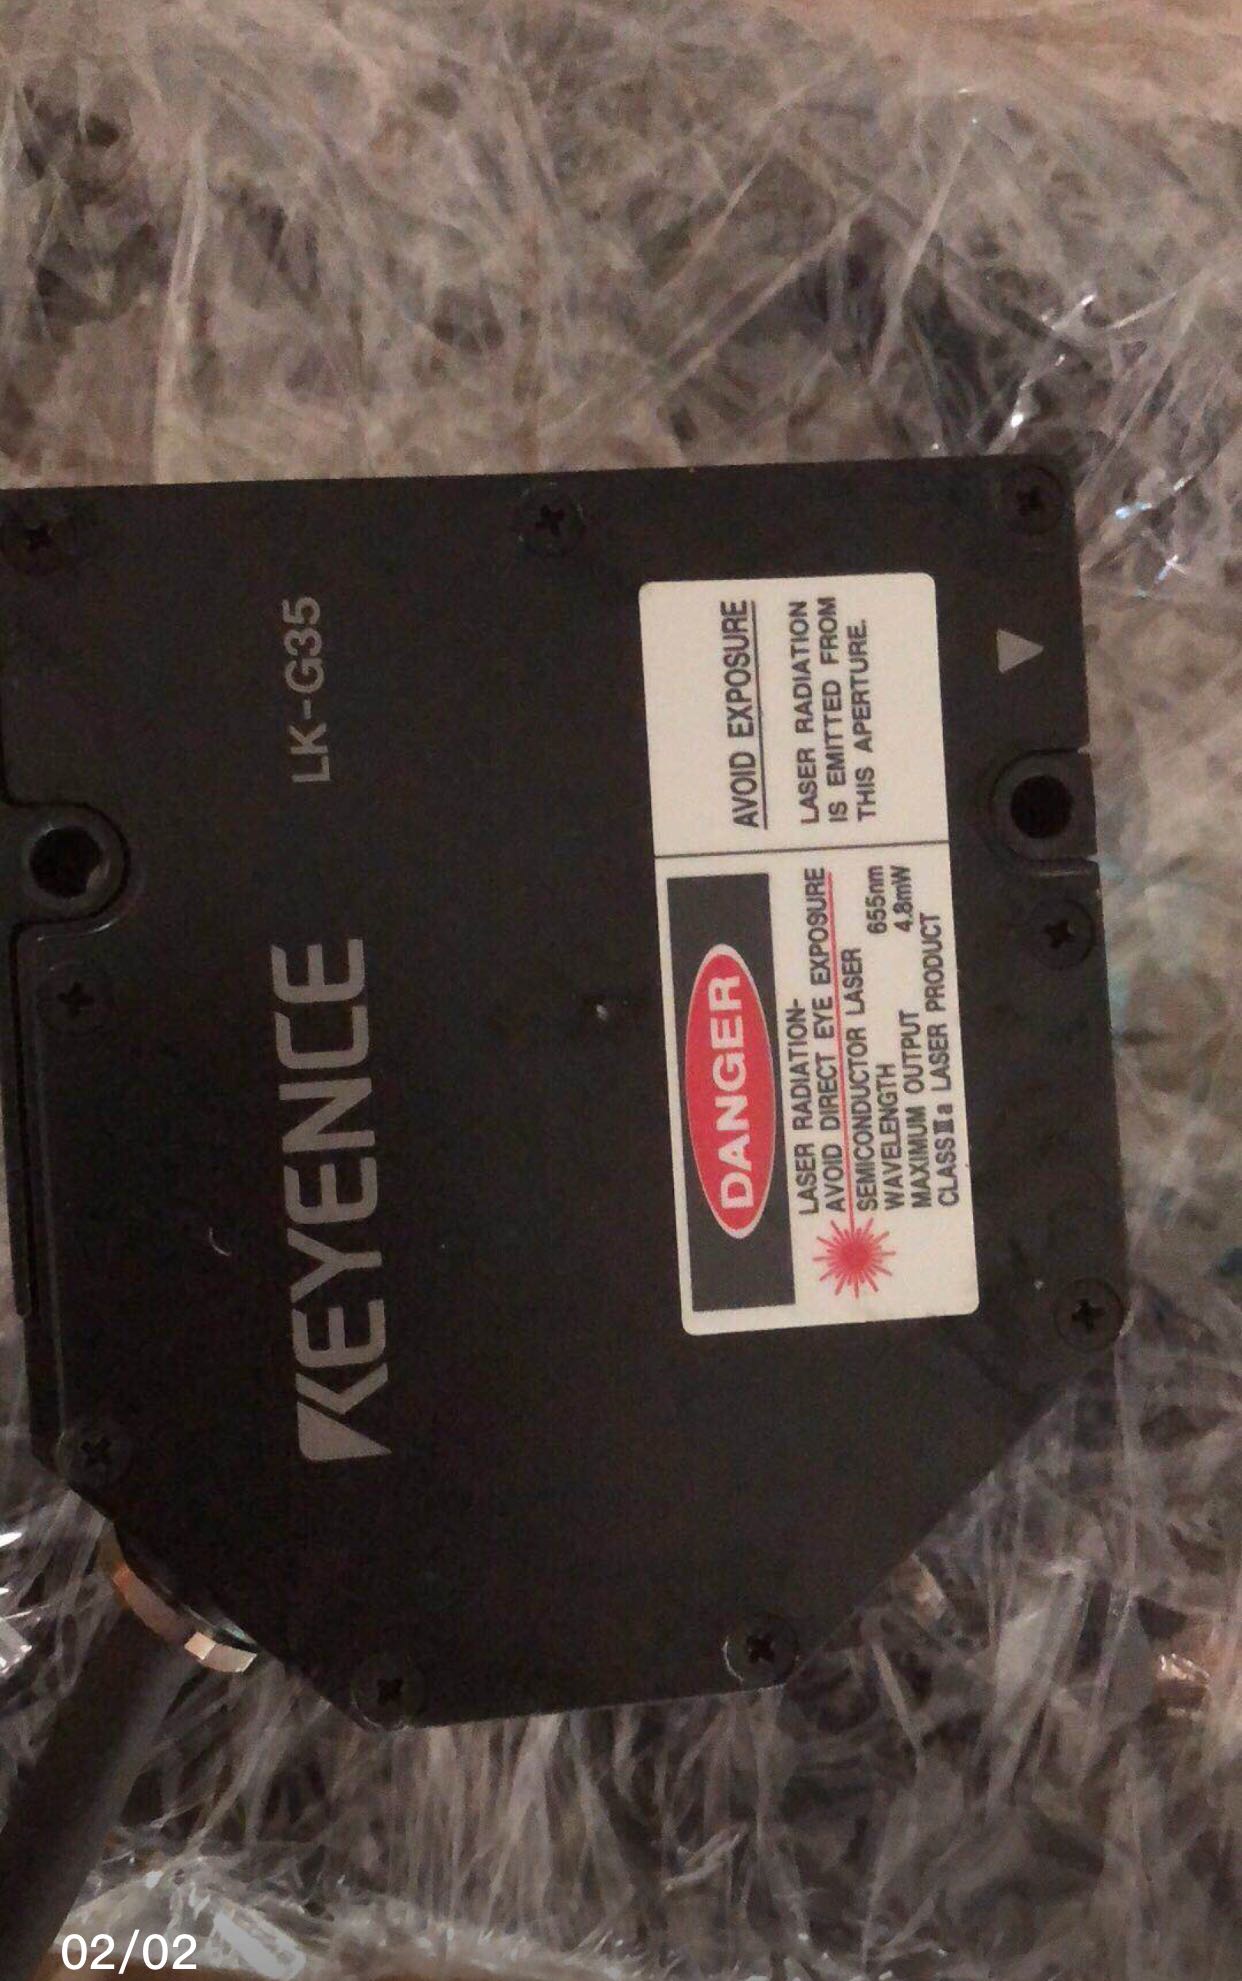 KEYENCE
LK-G35
DANGER
LASER RADIATION-
AVOID DIRECT EYE EXPOSURE
SEMICONDUCTOR LASER
WAVELENGTH 655nm
MAXIMUM OUTPUT 4.8mW
CLASS Ⅲa LASER PRODUCT
AVOID EXPOSURE
LASER RADIATION
IS EMITTED FROM
THIS APERTURE.
02/02